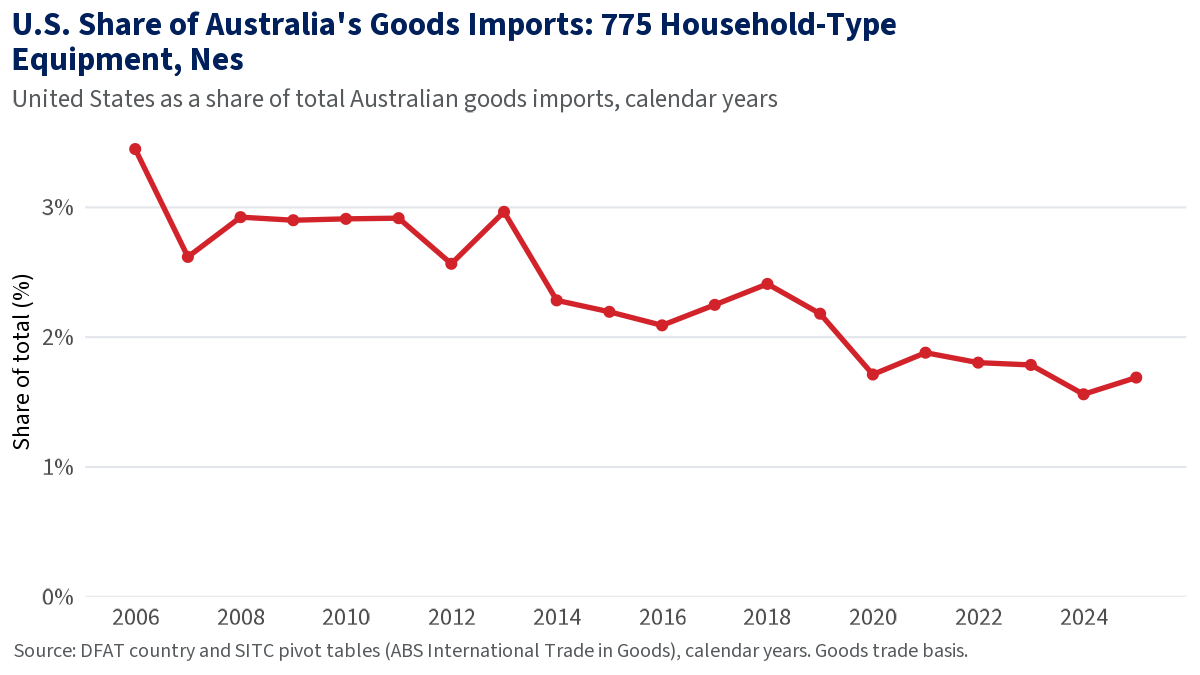 U.S. Share of Australia's Goods Imports: 775 Household-Type
Equipment, Nes
United States as a share of total Australian goods imports, calendar years
Share of total (%)
3%
2%
1%
0%
2006 2008 2010 2012 2014 2016 2018 2020 2022 2024
Source: DFAT country and SITC pivot tables (ABS International Trade in Goods), calendar years. Goods trade basis.